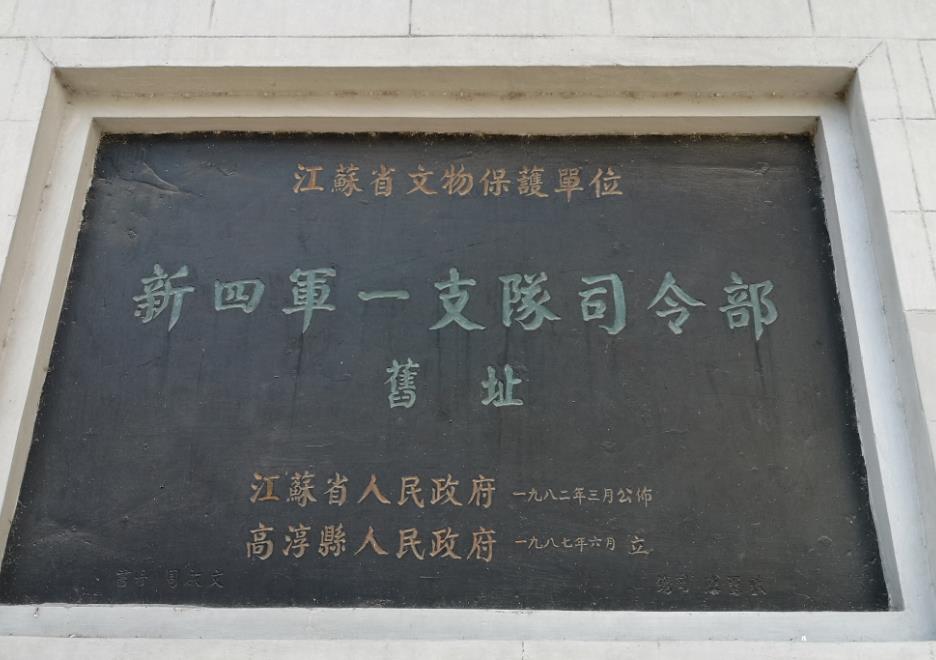 江蘇省文物保護單位
新四軍一支隊司令部
舊址
江蘇省人民政府 一九八二年三月公佈
高淳縣人民政府 一九八七年六月 立